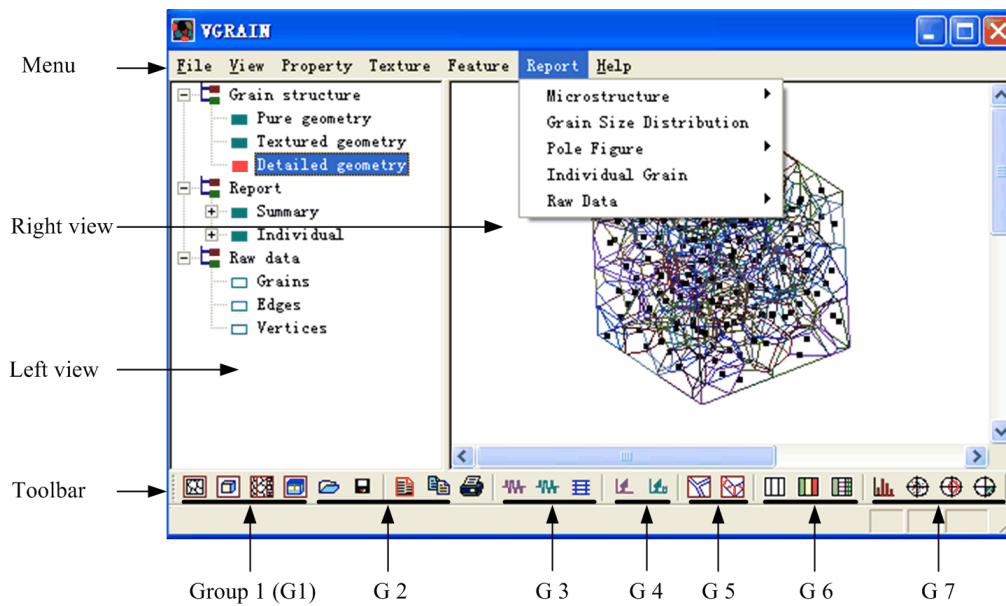 VGRAIN
Menu
File View Property Texture Feature Report Help
Grain structure
Pure geometry
Textured geometry
Detailed geometry
Report
Summary
Individual
Raw data
Grains
Edges
Vertices
Microstructure
Grain Size Distribution
Pole Figure
Individual Grain
Raw Data
Right view
Left view
Toolbar
Group 1 (G1) G 2 G 3 G 4 G 5 G 6 G 7